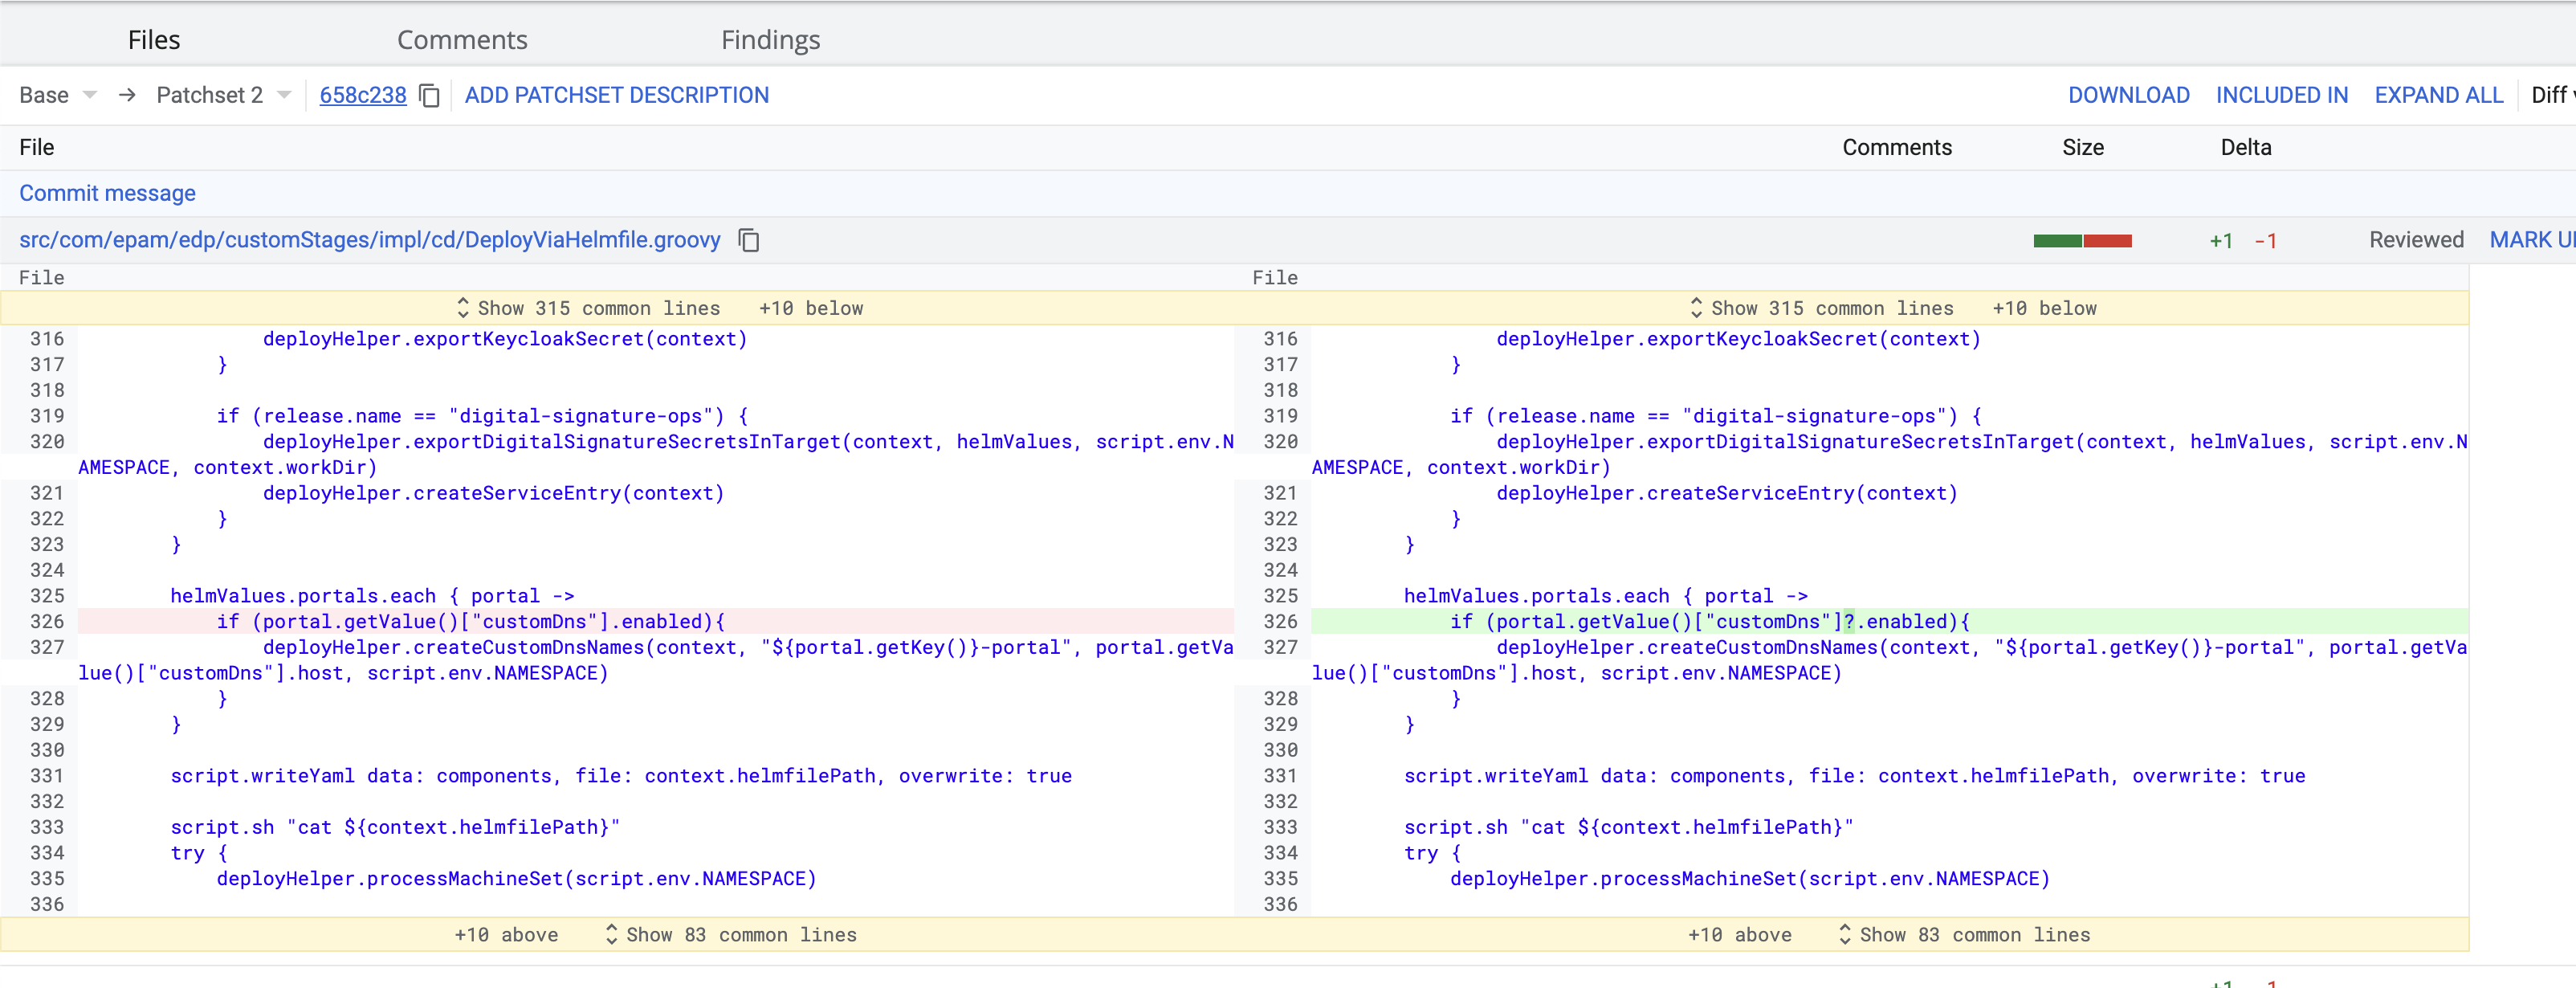 Files Comments Findings
Base → Patchset 2 658c238 ADD PATCHSET DESCRIPTION DOWNLOAD INCLUDED IN EXPAND ALL Diff
File Comments Size Delta
Commit message
src/com/epam/edp/customStages/impl/cd/DeployViaHelmfile.groovy +1 -1 Reviewed MARK
File
Show 315 common lines +10 below
316 deployHelper.exportKeycloakSecret(context)
317 }
318
319 if (release.name == "digital-signature-ops") {
320 deployHelper.exportDigitalSignatureSecretsInTarget(context, helmValues, script.env.N
AMESPACE, context.workDir)
321 deployHelper.createServiceEntry(context)
322 }
323 }
324
325 helmValues.portals.each { portal ->
326 if (portal.getValue()["customDns"].enabled){
327 deployHelper.createCustomDnsNames(context, "${portal.getKey()}-portal", portal.getVa
lue()["customDns"].host, script.env.NAMESPACE)
328 }
329 }
330
331 script.writeYaml data: components, file: context.helmfilePath, overwrite: true
332
333 script.sh "cat ${context.helmfilePath}"
334 try {
335 deployHelper.processMachineSet(script.env.NAMESPACE)
336
+10 above Show 83 common lines
File
Show 315 common lines +10 below
316 deployHelper.exportKeycloakSecret(context)
317 }
318
319 if (release.name == "digital-signature-ops") {
320 deployHelper.exportDigitalSignatureSecretsInTarget(context, helmValues, script.env.N
AMESPACE, context.workDir)
321 deployHelper.createServiceEntry(context)
322 }
323 }
324
325 helmValues.portals.each { portal ->
326 if (portal.getValue()["customDns"]?.enabled){
327 deployHelper.createCustomDnsNames(context, "${portal.getKey()}-portal", portal.getVa
lue()["customDns"].host, script.env.NAMESPACE)
328 }
329 }
330
331 script.writeYaml data: components, file: context.helmfilePath, overwrite: true
332
333 script.sh "cat ${context.helmfilePath}"
334 try {
335 deployHelper.processMachineSet(script.env.NAMESPACE)
336
+10 above Show 83 common lines